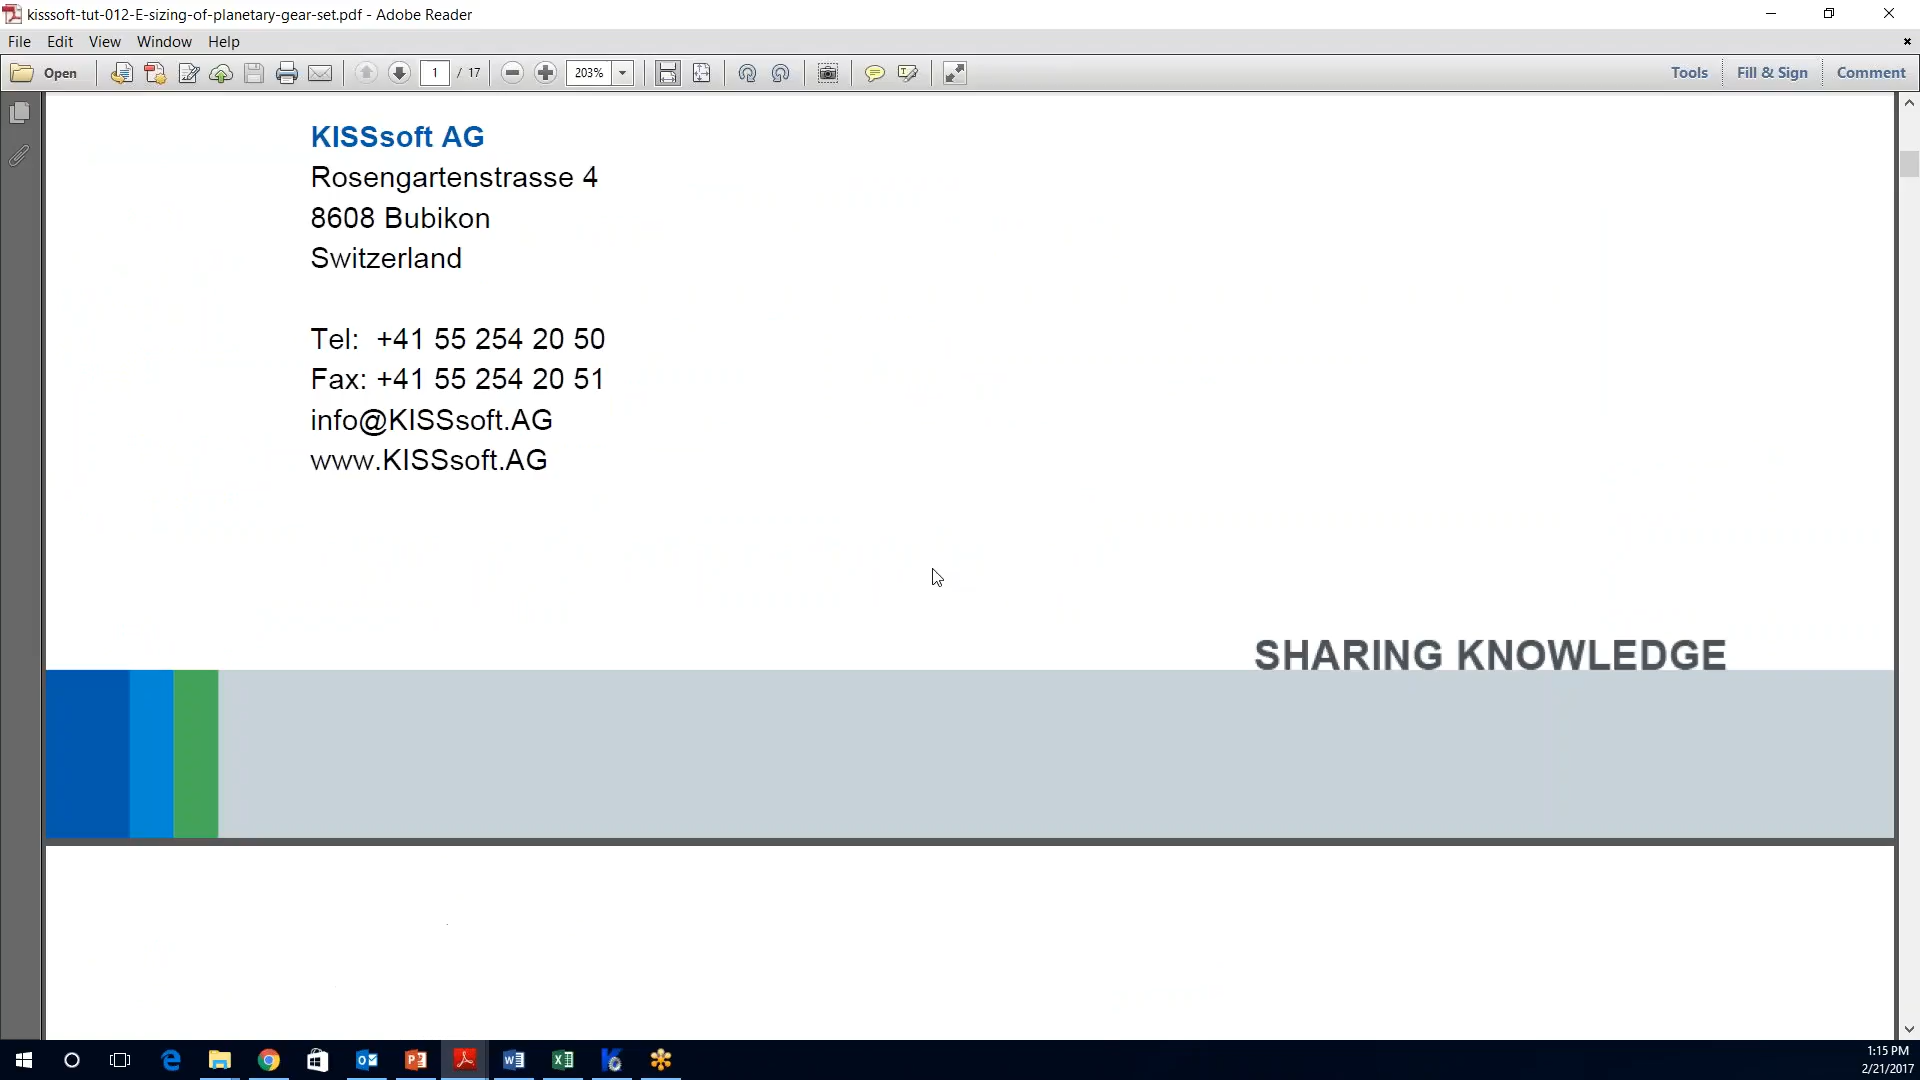 kisssoft-tut-012-E-sizing-of-planetary-gear-set.pdf - Adobe Reader
File Edit View Window Help
Open 1 / 17 203% Tools Fill & Sign Comment
KISSsoft AG
Rosengartenstrasse 4
8608 Bubikon
Switzerland
Tel: +41 55 254 20 50
Fax: +41 55 254 20 51
info@KISSsoft.AG
www.KISSsoft.AG
SHARING KNOWLEDGE
1:15 PM
2/21/2017